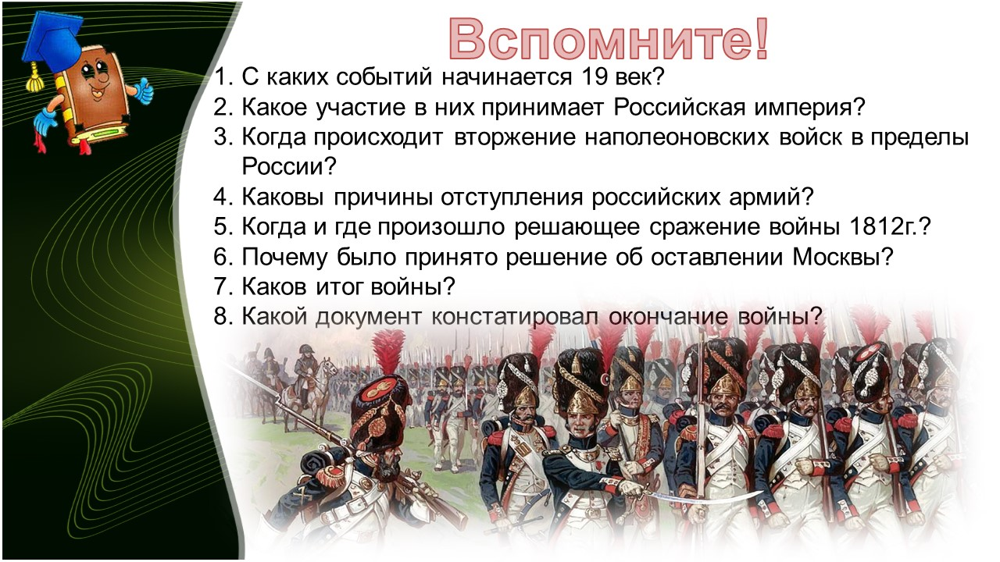 Вспомните!
1. С каких событий начинается 19 век?
2. Какое участие в них принимает Российская империя?
3. Когда происходит вторжение наполеоновских войск в пределы
России?
4. Каковы причины отступления российских армий?
5. Когда и где произошло решающее сражение войны 1812г.?
6. Почему было принято решение об оставлении Москвы?
7. Каков итог войны?
8. Какой документ констатировал окончание войны?